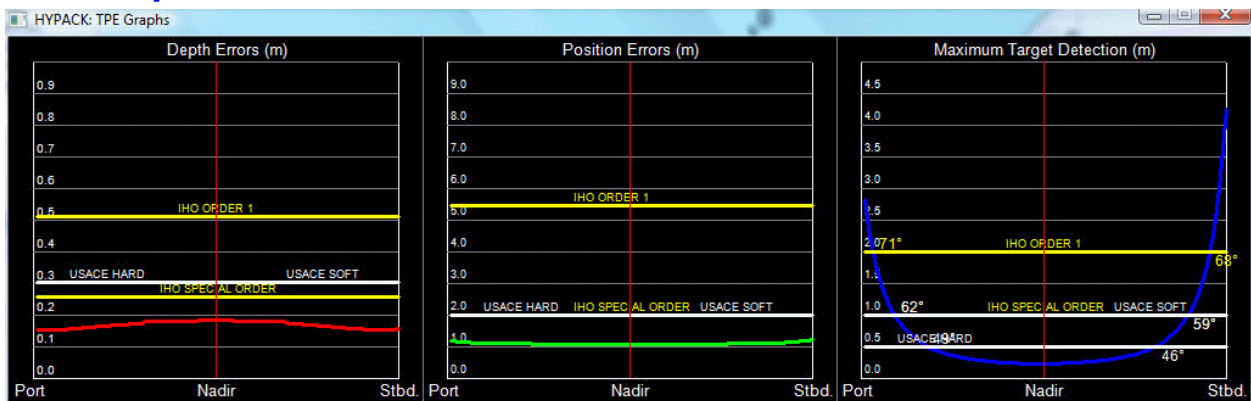 HYPACK: TPE Graphs
Depth Errors (m)
0.9
0.8
0.7
0.6
IHO ORDER 1
0.5
0.4
0.3 USACE HARD USACE SOFT
IHO SPECIAL ORDER
0.2
0.1
0.0
Port Nadir Stbd.
Position Errors (m)
9.0
8.0
7.0
6.0
IHO ORDER 1
5.0
4.0
3.0
2.0 USACE HARD IHO SPECIAL ORDER USACE SOFT
1.0
0.0
Port Nadir Stbd.
Maximum Target Detection (m)
4.5
4.0
3.5
3.0
2.5
2.0 71° IHO ORDER 1
68°
1.5
1.0 62° IHO SPECIAL ORDER USACE SOFT
59°
0.5 USACE HARD 49°
46°
0.0
Port Nadir Stbd.